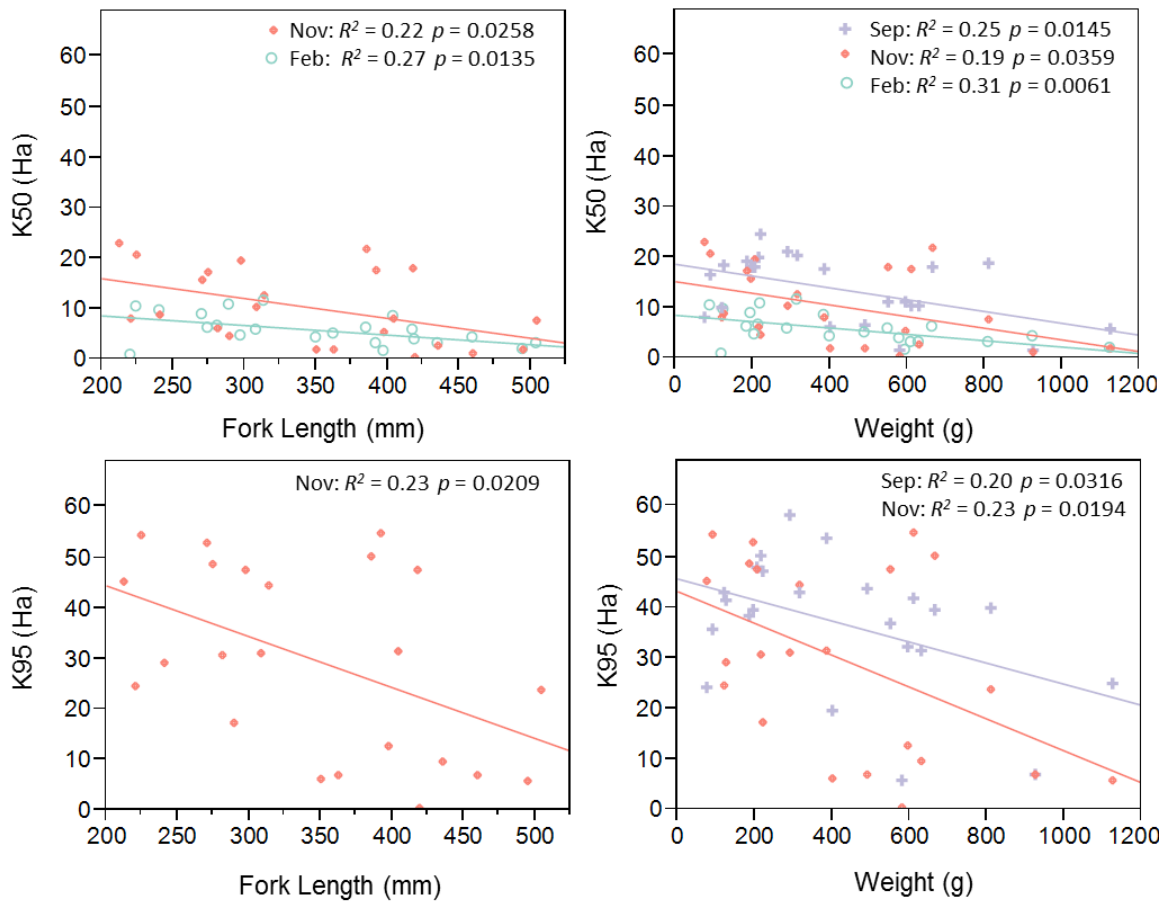 Nov: R² = 0.22 p = 0.0258
Feb: R² = 0.27 p = 0.0135
60
50
40
30
20
10
0
K50 (Ha)
200 250 300 350 400 450 500
Fork Length (mm)
Sep: R² = 0.25 p = 0.0145
Nov: R² = 0.19 p = 0.0359
Feb: R² = 0.31 p = 0.0061
60
50
40
30
20
10
0
K50 (Ha)
0 200 400 600 800 1000 1200
Weight (g)
Nov: R² = 0.23 p = 0.0209
60
50
40
30
20
10
0
K95 (Ha)
200 250 300 350 400 450 500
Fork Length (mm)
Sep: R² = 0.20 p = 0.0316
Nov: R² = 0.23 p = 0.0194
60
50
40
30
20
10
0
K95 (Ha)
0 200 400 600 800 1000 1200
Weight (g)